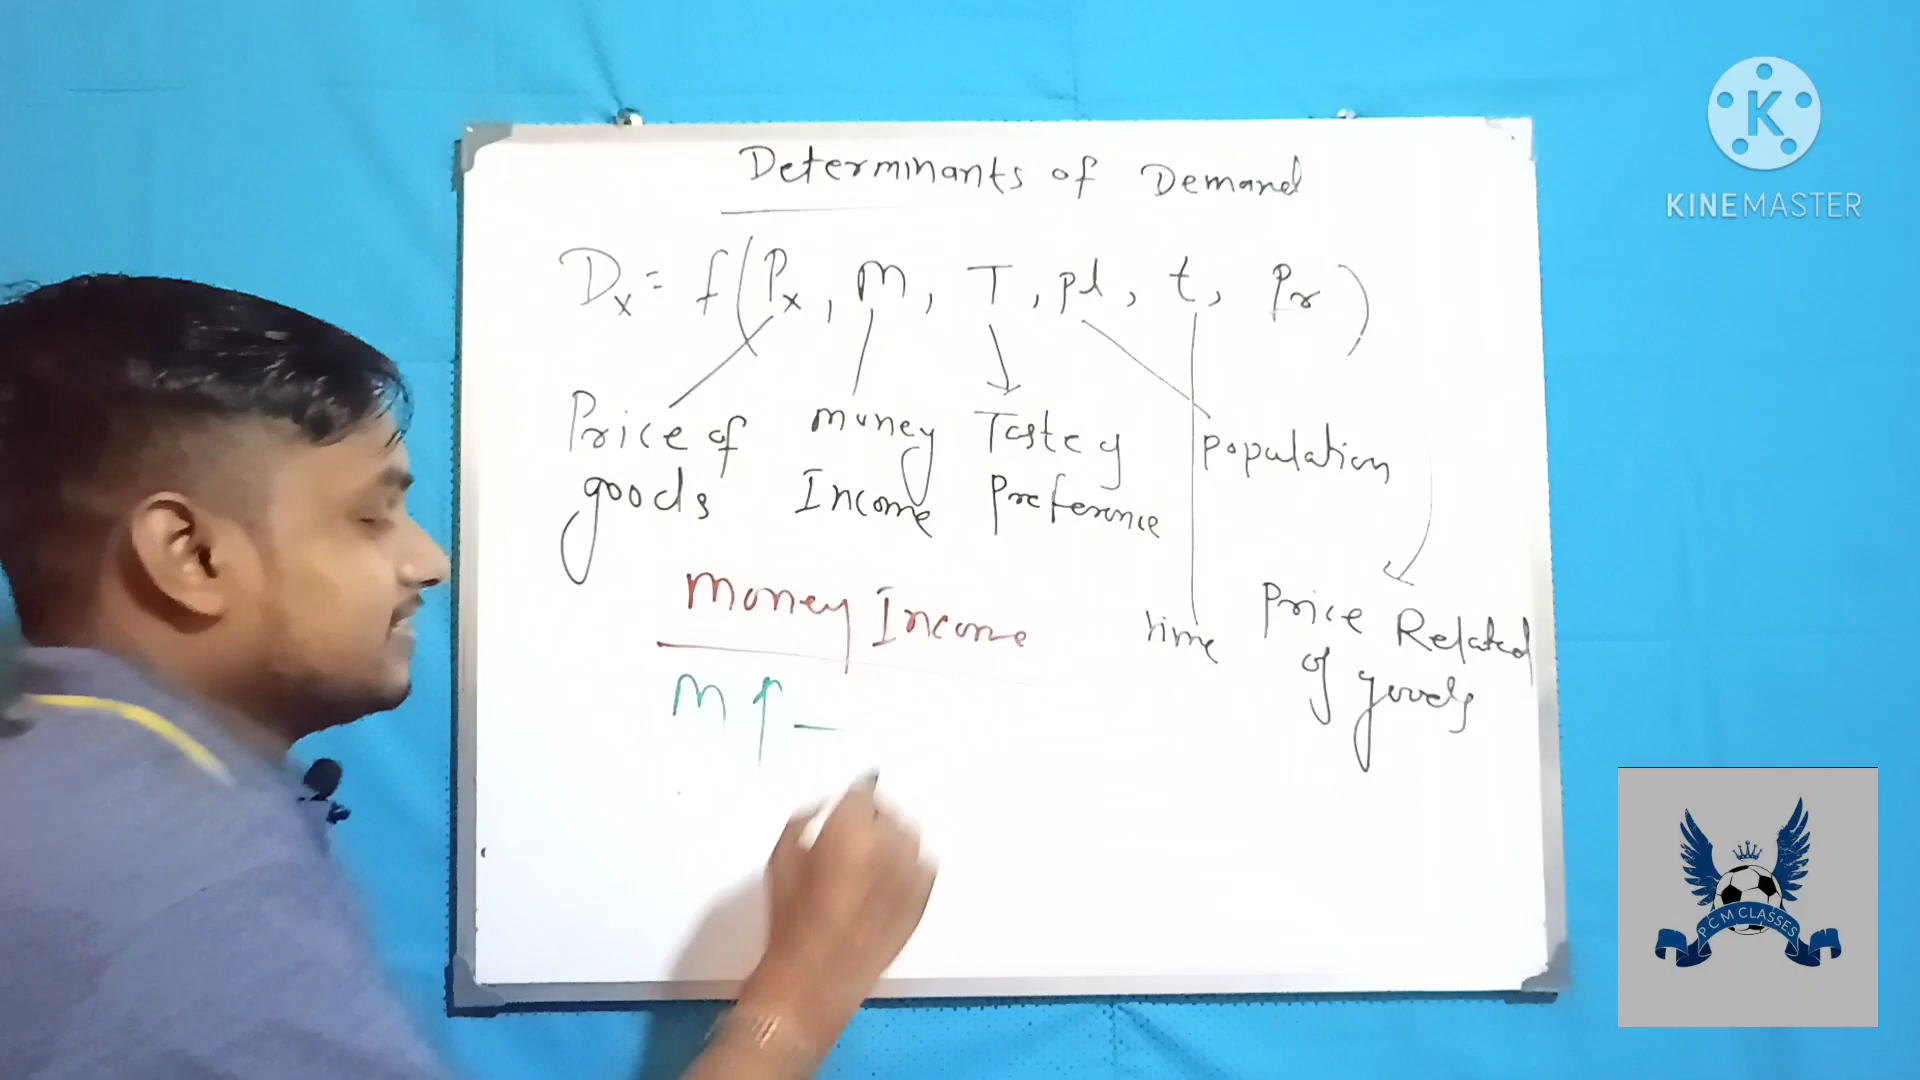 Determinants of Demand
Dx = f(Px, M, T, pl, t, Pr)
Price of goods
money Income
Taste y Preference
population
time
Price Related of goods
Money Income
M ↑ —
K
KINEMASTER
PCM CLASSES